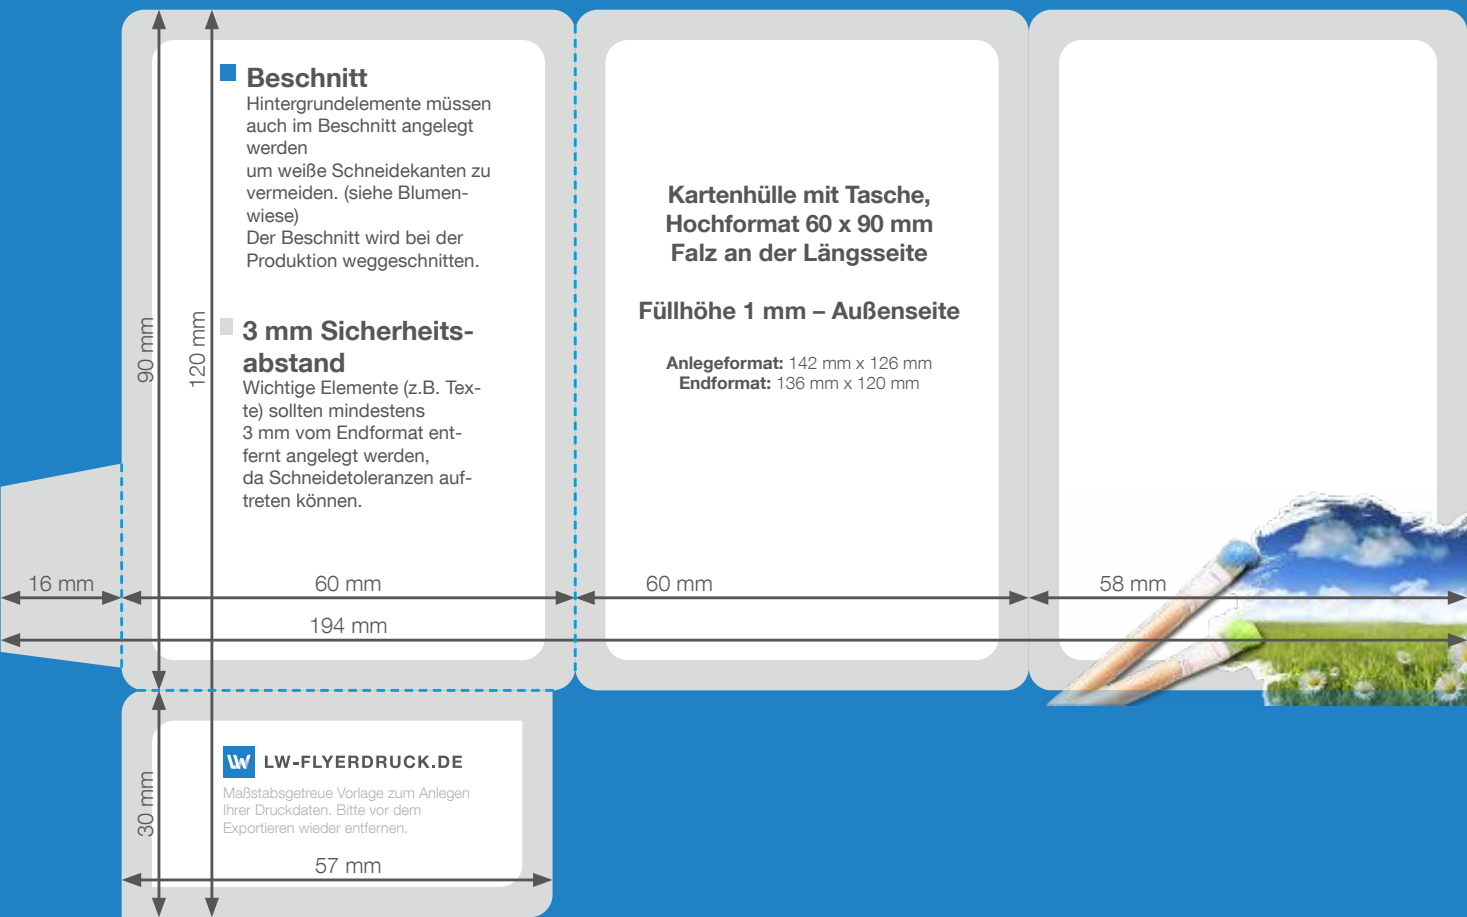 Beschnitt
Hintergrundelemente müssen
auch im Beschnitt angelegt
werden
um weiße Schneidekanten zu
vermeiden. (siehe Blumen-
wiese)
Der Beschnitt wird bei der
Produktion weggeschnitten.
3 mm Sicherheits-
abstand
Wichtige Elemente (z.B. Tex-
te) sollten mindestens
3 mm vom Endformat ent-
fernt angelegt werden,
da Schneidetoleranzen auf-
treten können.
90 mm
120 mm
Kartenhülle mit Tasche,
Hochformat 60 x 90 mm
Falz an der Längsseite
Füllhöhe 1 mm – Außenseite
Anlegeformat: 142 mm x 126 mm
Endformat: 136 mm x 120 mm
16 mm
60 mm
60 mm
58 mm
194 mm
LW LW-FLYERDRUCK.DE
Maßstabsgetreue Vorlage zum Anlegen
Ihrer Druckdaten. Bitte vor dem
Exportieren wieder entfernen.
30 mm
57 mm